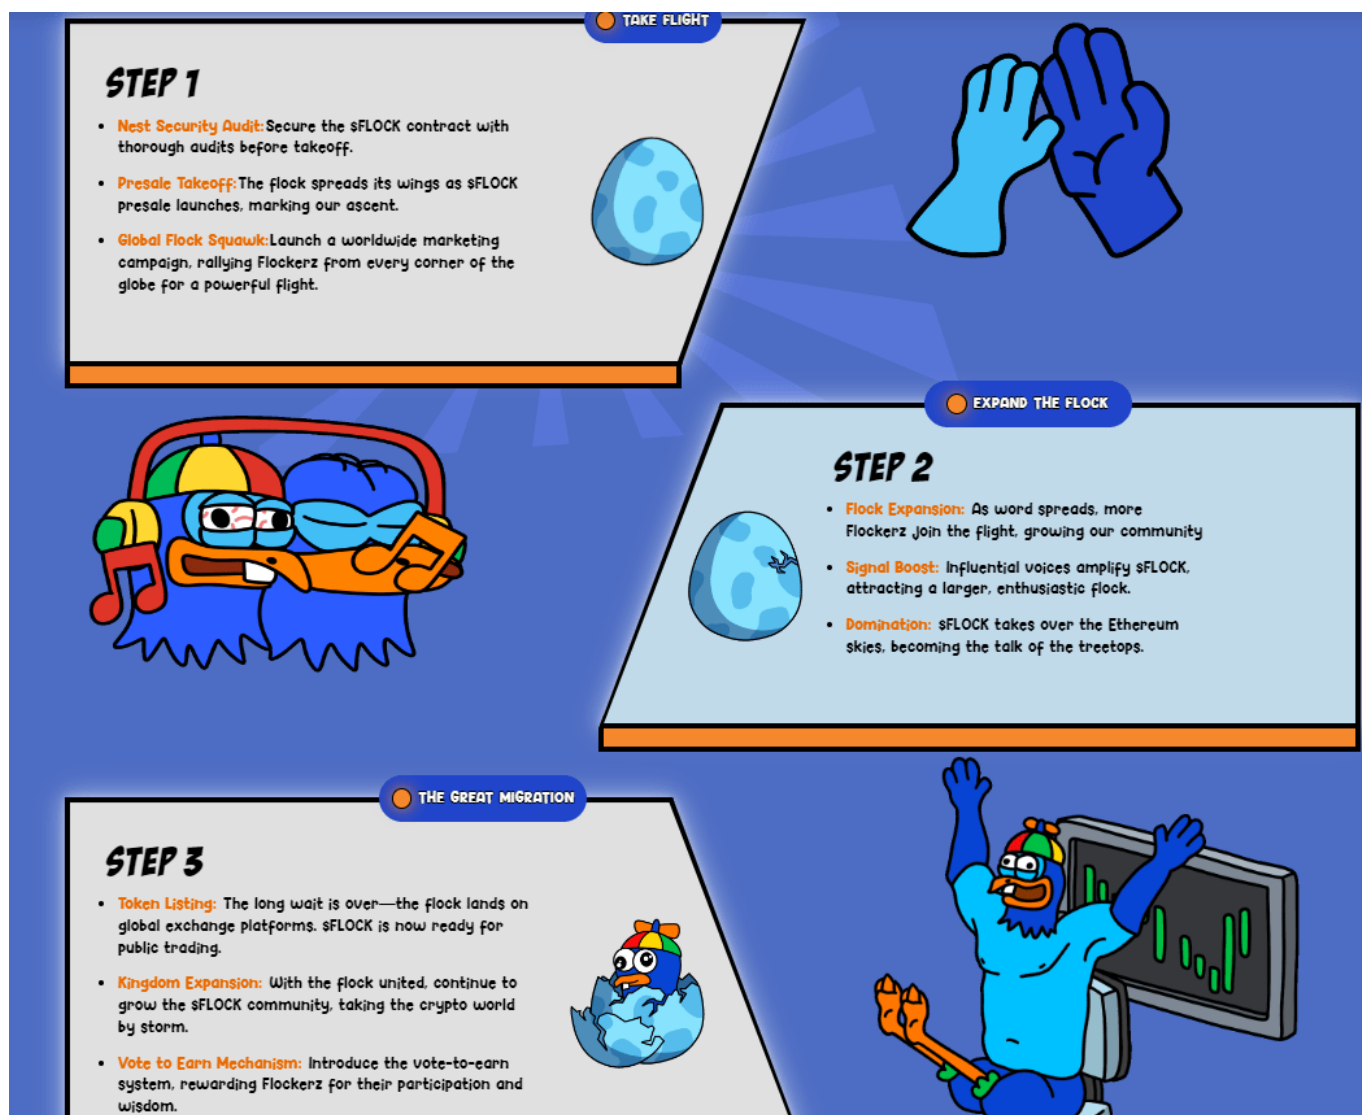 TAKE FLIGHT
STEP 1
• Nest Security Audit: Secure the $FLOCK contract with
thorough audits before takeoff.
• Presale Takeoff: The flock spreads its wings as $FLOCK
presale launches, marking our ascent.
• Global Flock Squawk: Launch a worldwide marketing
campaign, rallying Flockerz from every corner of the
globe for a powerful flight.
EXPAND THE FLOCK
STEP 2
• Flock Expansion: As word spreads, more
Flockerz join the flight, growing our community
• Signal Boost: Influential voices amplify $FLOCK,
attracting a larger, enthusiastic flock.
• Domination: $FLOCK takes over the Ethereum
skies, becoming the talk of the treetops.
THE GREAT MIGRATION
STEP 3
• Token Listing: The long wait is over—the flock lands on
global exchange platforms. $FLOCK is now ready for
public trading.
• Kingdom Expansion: With the flock united, continue to
grow the $FLOCK community, taking the crypto world
by storm.
• Vote to Earn Mechanism: Introduce the vote-to-earn
system, rewarding Flockerz for their participation and
wisdom.